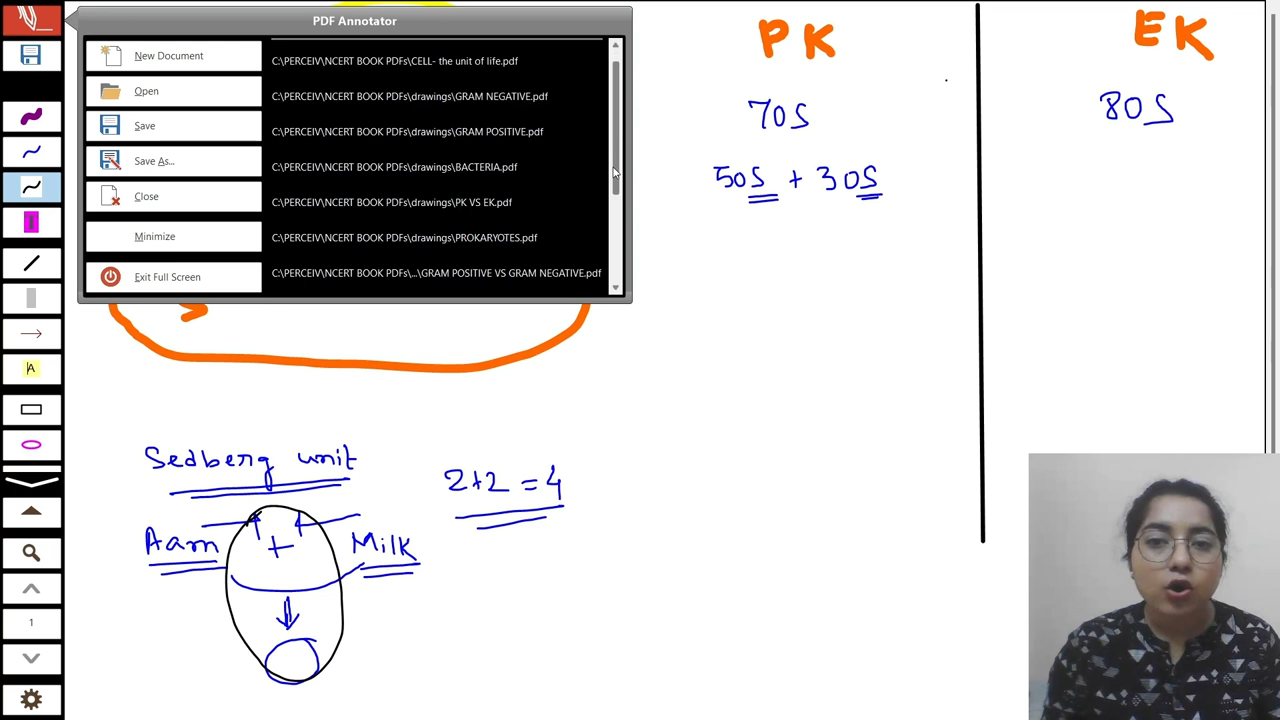 PDF Annotator
New Document
Open
Save
Save As...
Close
Minimize
Exit Full Screen
C:\PERCEIV\NCERT BOOK PDFs\CELL- the unit of life.pdf
C:\PERCEIV\NCERT BOOK PDFs\drawings\GRAM NEGATIVE.pdf
C:\PERCEIV\NCERT BOOK PDFs\drawings\GRAM POSITIVE.pdf
C:\PERCEIV\NCERT BOOK PDFs\drawings\BACTERIA.pdf
C:\PERCEIV\NCERT BOOK PDFs\drawings\PK VS EK.pdf
C:\PERCEIV\NCERT BOOK PDFs\drawings\PROKARYOTES.pdf
C:\PERCEIV\NCERT BOOK PDFs\...\GRAM POSITIVE VS GRAM NEGATIVE.pdf
PK
70S
50S + 30S
EK
80S
Sedberg unit
Aam + Milk
2+2 = 4
A
1